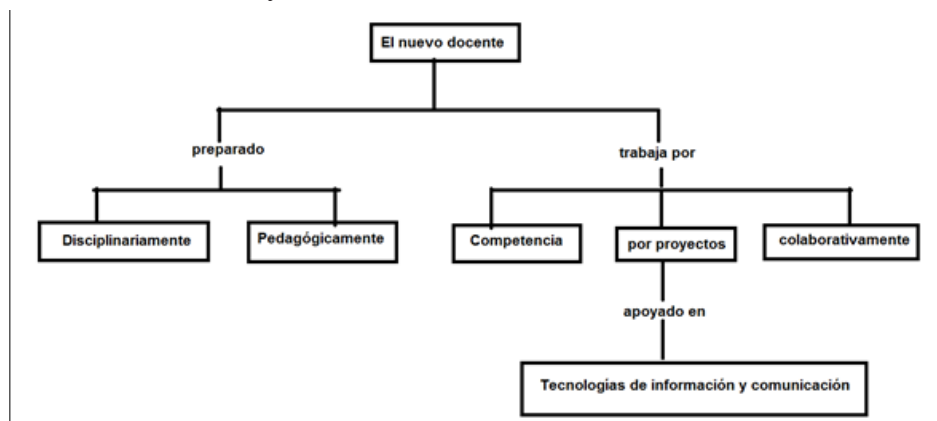 El nuevo docente
preparado
trabaja por
Disciplinariamente
Pedagógicamente
Competencia
por proyectos
colaborativamente
apoyado en
Tecnologías de información y comunicación